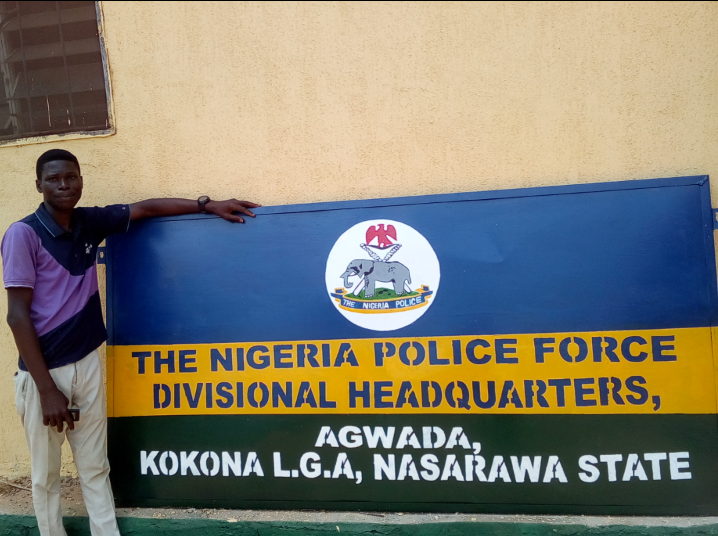 THE NIGERIA POLICE
THE NIGERIA POLICE FORCE
DIVISIONAL HEADQUARTERS,
AGWADA,
KOKONA L.G.A, NASARAWA STATE